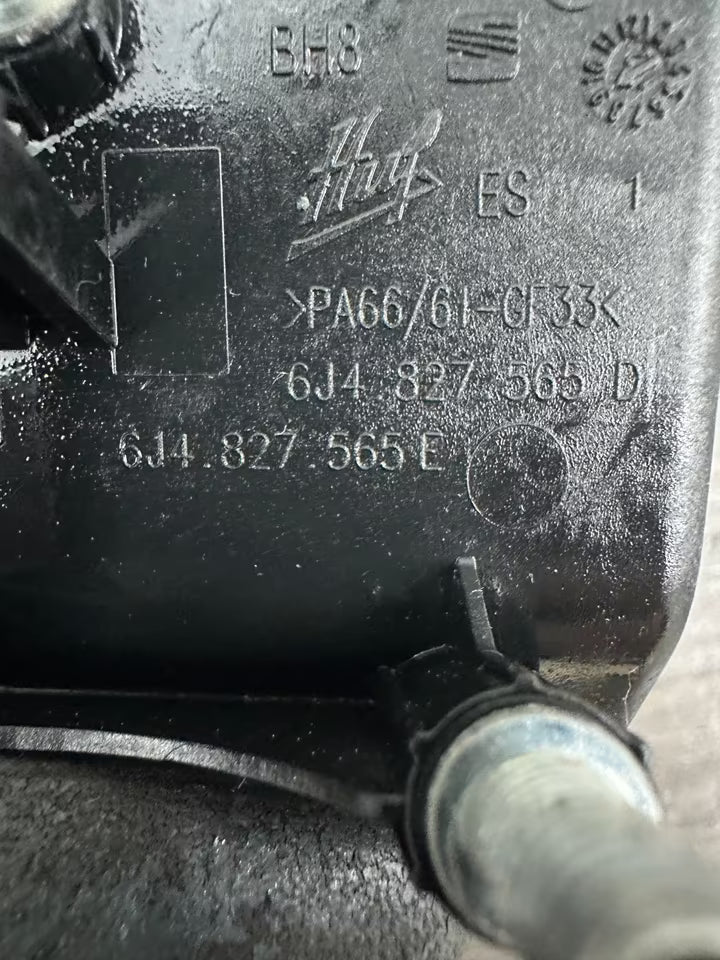 BH8
ES 1
>PA66/6I-GF33<
6J4.827.565 D
6J4.827.565 E